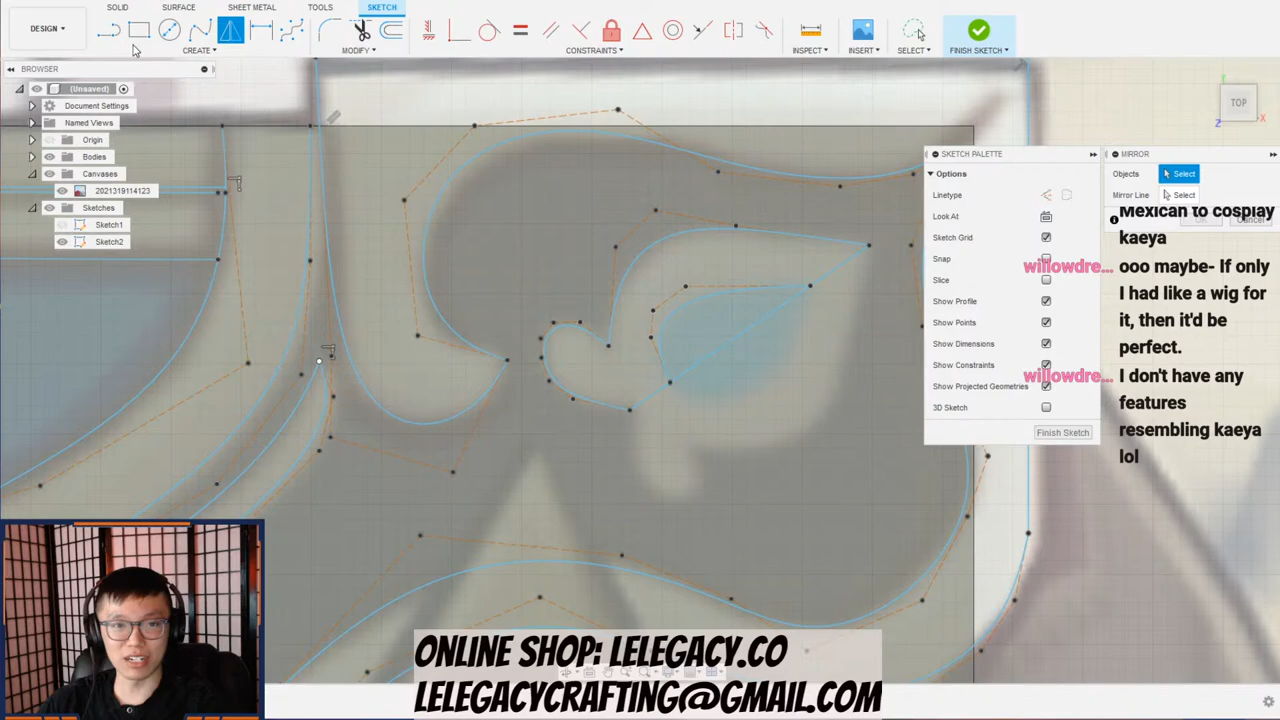 SOLID
SURFACE
SHEET METAL
TOOLS
SKETCH
DESIGN
CREATE
MODIFY
CONSTRAINTS
INSPECT
INSERT
SELECT
FINISH SKETCH
BROWSER
(Unsaved)
Document Settings
Named Views
Origin
Bodies
Canvases
2021319114123
Sketches
Sketch1
Sketch2
TOP
Y
X
Z
SKETCH PALETTE
Options
Linetype
Look At
Sketch Grid
Snap
Slice
Show Profile
Show Points
Show Dimensions
Show Constraints
Show Projected Geometries
3D Sketch
Finish Sketch
MIRROR
Objects Select
Mirror Line Select
OK Cancel
Mexican to cosplay
kaeya
willowdre... ooo maybe- If only
I had like a wig for
it, then it'd be
perfect.
willowdre... I don't have any
features
resembling kaeya
lol
ONLINE SHOP: LELEGACY.CO
LELEGACYCRAFTING@GMAIL.COM